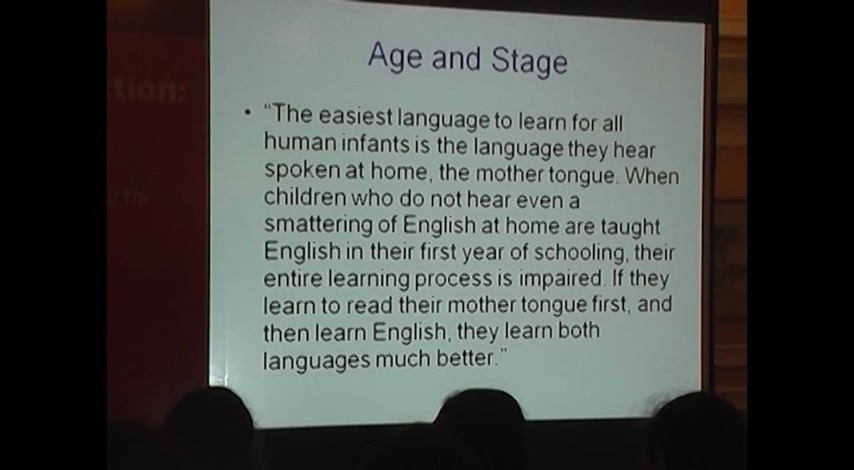 Age and Stage
• “The easiest language to learn for all
human infants is the language they hear
spoken at home, the mother tongue. When
children who do not hear even a
smattering of English at home are taught
English in their first year of schooling, their
entire learning process is impaired. If they
learn to read their mother tongue first, and
then learn English, they learn both
languages much better.”